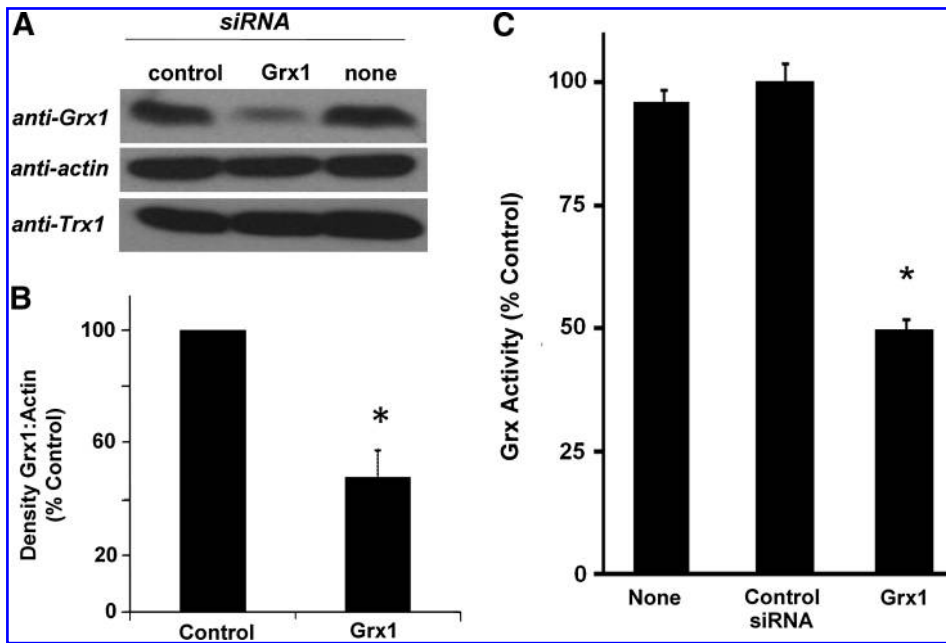 A
siRNA
control Grx1 none
anti-Grx1
anti-actin
anti-Trx1
B
Density Grx1:Actin
(% Control)
100
60
20
0
Control Grx1
*
C
Grx Activity (% Control)
100
75
50
25
0
*
None Control Grx1
siRNA